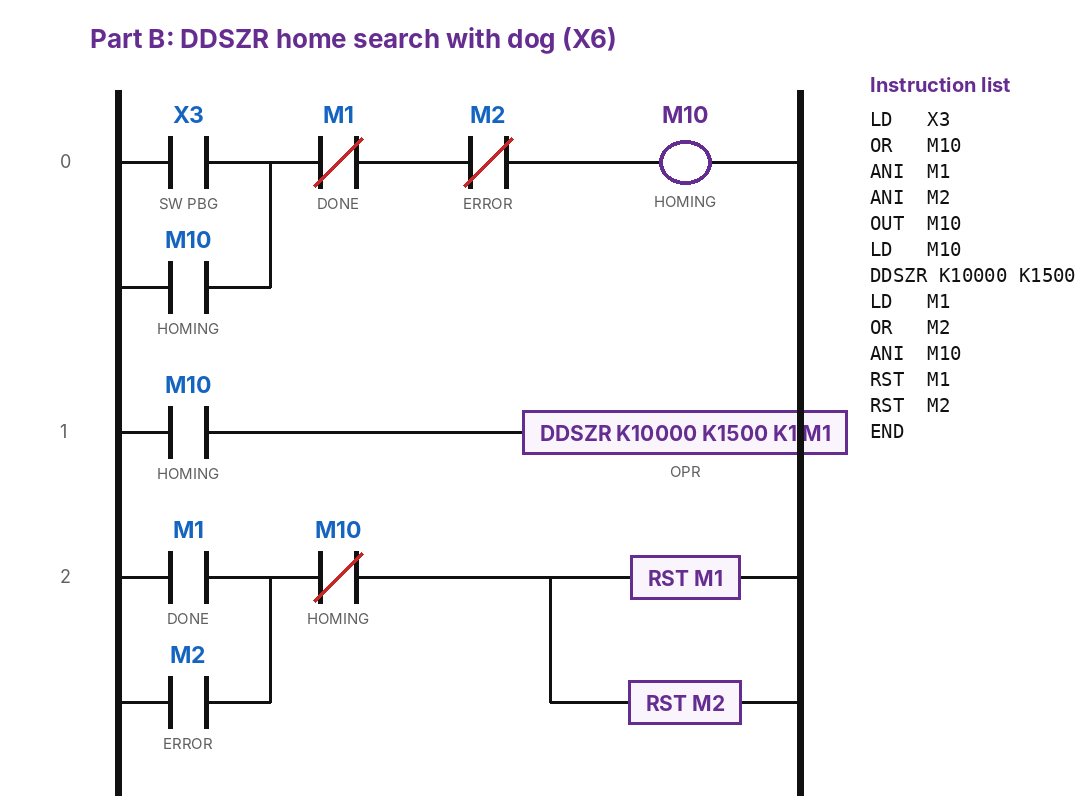 Part B: DDSZR home search with dog (X6)
X3 M1 M2 M10
0
SW PBG DONE ERROR HOMING
M10
HOMING
M10
1
DDSZR K10000 K1500 K1 M1
HOMING OPR
M1 M10
2
RST M1
DONE HOMING
M2
RST M2
ERROR
Instruction list
LD X3
OR M10
ANI M1
ANI M2
OUT M10
LD M10
DDSZR K10000 K1500
LD M1
OR M2
ANI M10
RST M1
RST M2
END